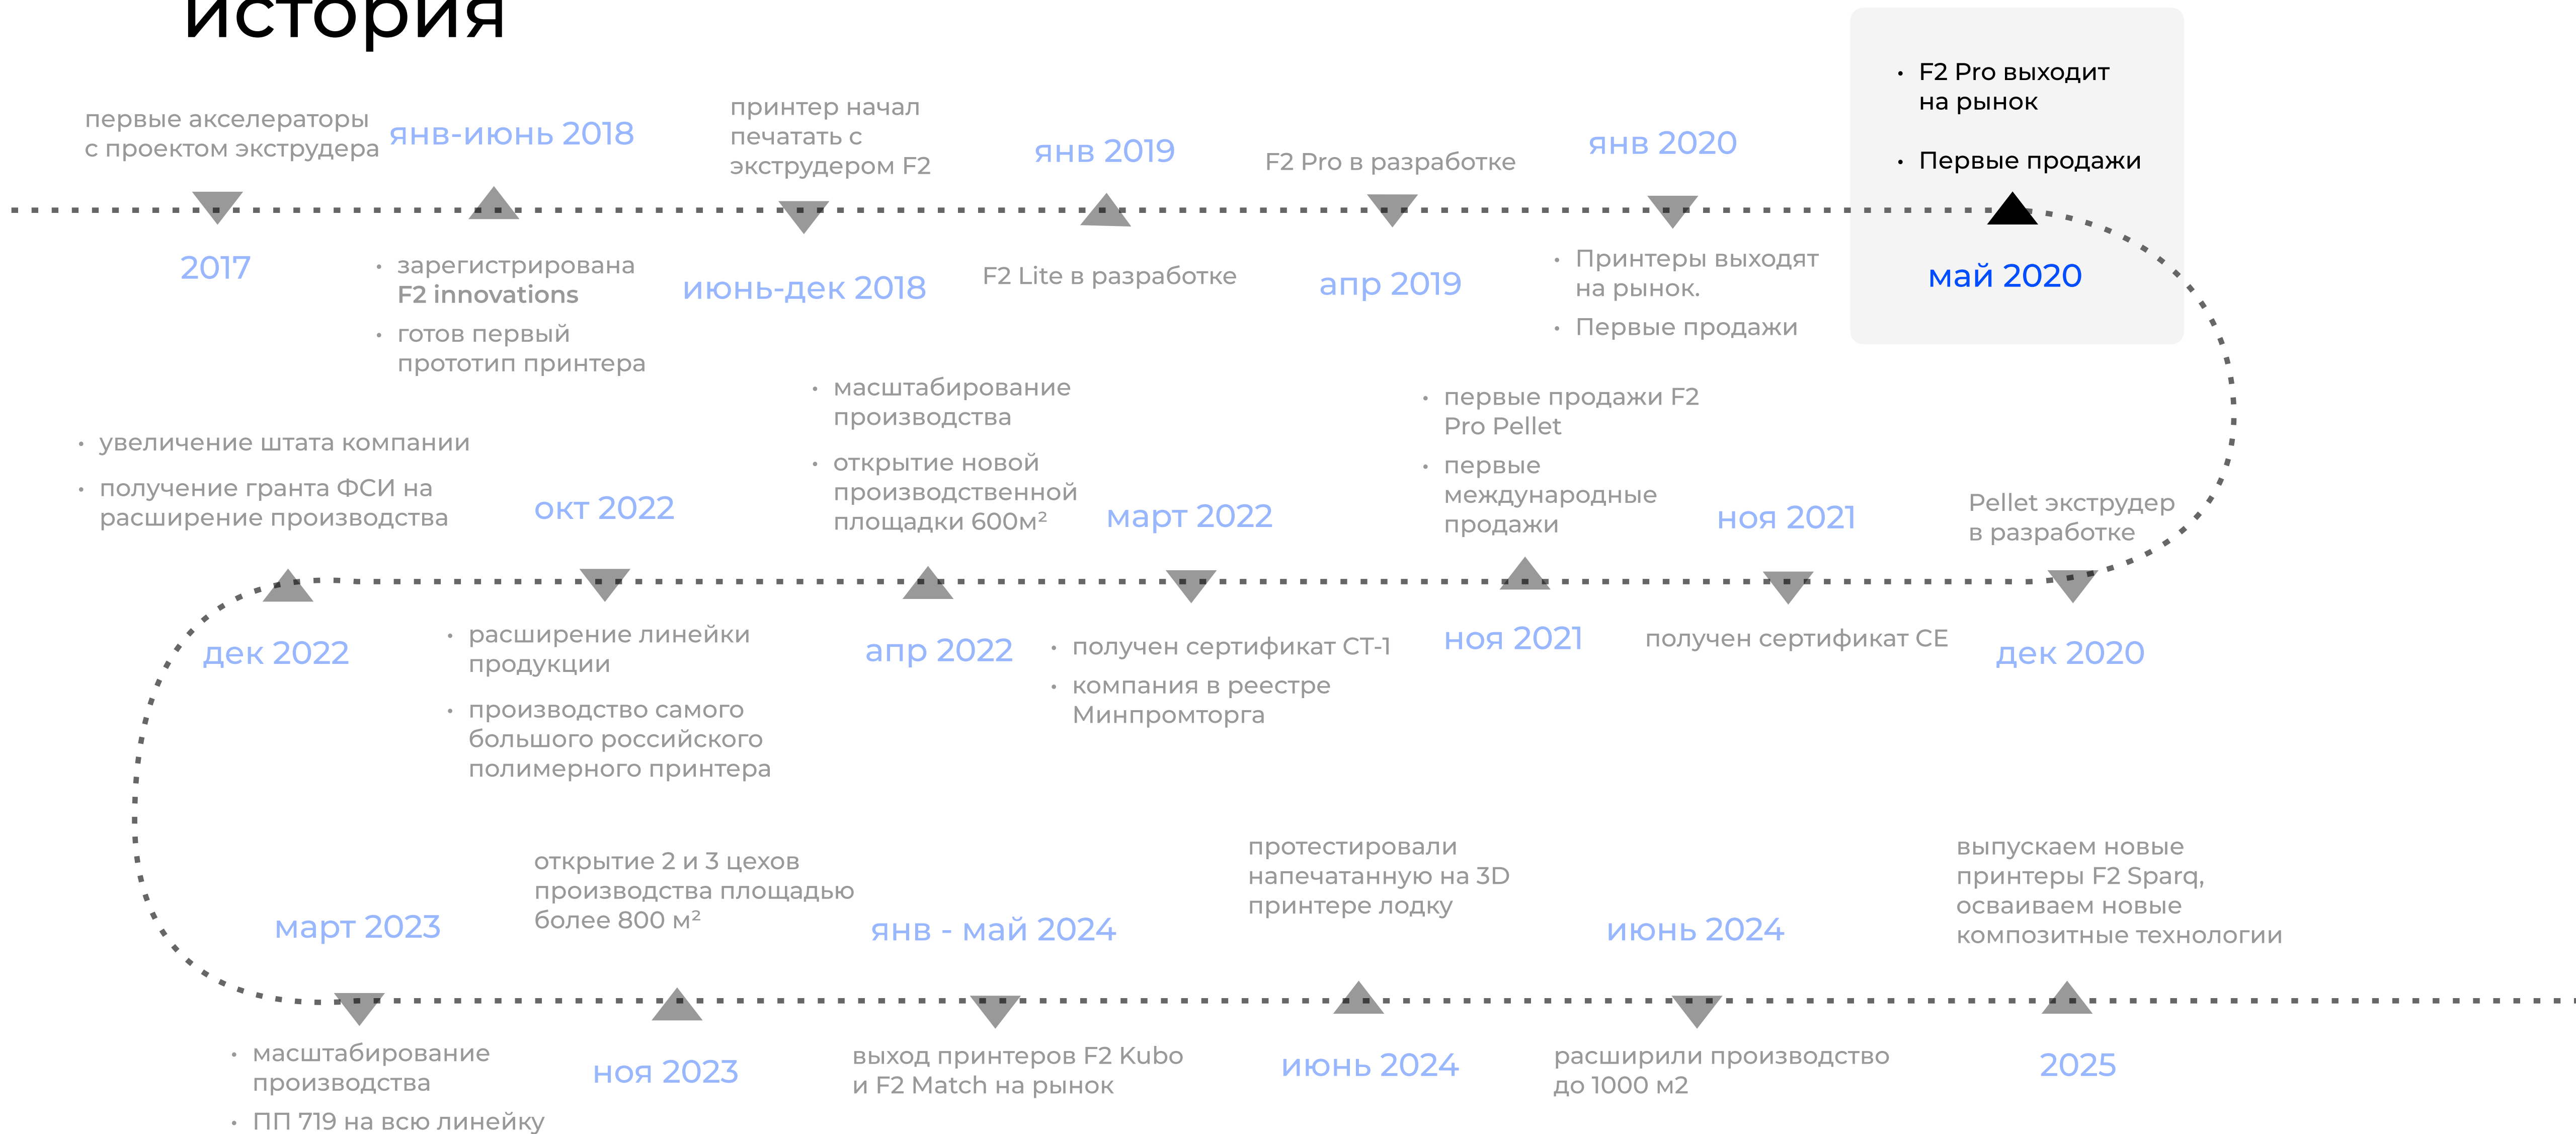 история
первые акселераторы
с проектом экструдера
2017
янв-июнь 2018
• зарегистрирована
F2 innovations
• готов первый
прототип принтера
принтер начал
печатать с
экструдером F2
июнь-дек 2018
янв 2019
F2 Lite в разработке
F2 Pro в разработке
апр 2019
янв 2020
• Принтеры выходят
на рынок.
• Первые продажи
• F2 Pro выходит
на рынок
• Первые продажи
май 2020
Pellet экструдер
в разработке
дек 2020
ноя 2021
получен сертификат CE
• первые продажи F2
Pro Pellet
• первые
международные
продажи
ноя 2021
март 2022
• получен сертификат СТ-1
• компания в реестре
Минпромторга
• масштабирование
производства
• открытие новой
производственной
площадки 600м²
апр 2022
окт 2022
• расширение линейки
продукции
• производство самого
большого российского
полимерного принтера
• увеличение штата компании
• получение гранта ФСИ на
расширение производства
дек 2022
март 2023
• масштабирование
производства
• ПП 719 на всю линейку
открытие 2 и 3 цехов
производства площадью
более 800 м²
ноя 2023
янв - май 2024
выход принтеров F2 Kubo
и F2 Match на рынок
протестировали
напечатанную на 3D
принтере лодку
июнь 2024
июнь 2024
расширили производство
до 1000 м2
выпускаем новые
принтеры F2 Sparq,
осваиваем новые
композитные технологии
2025